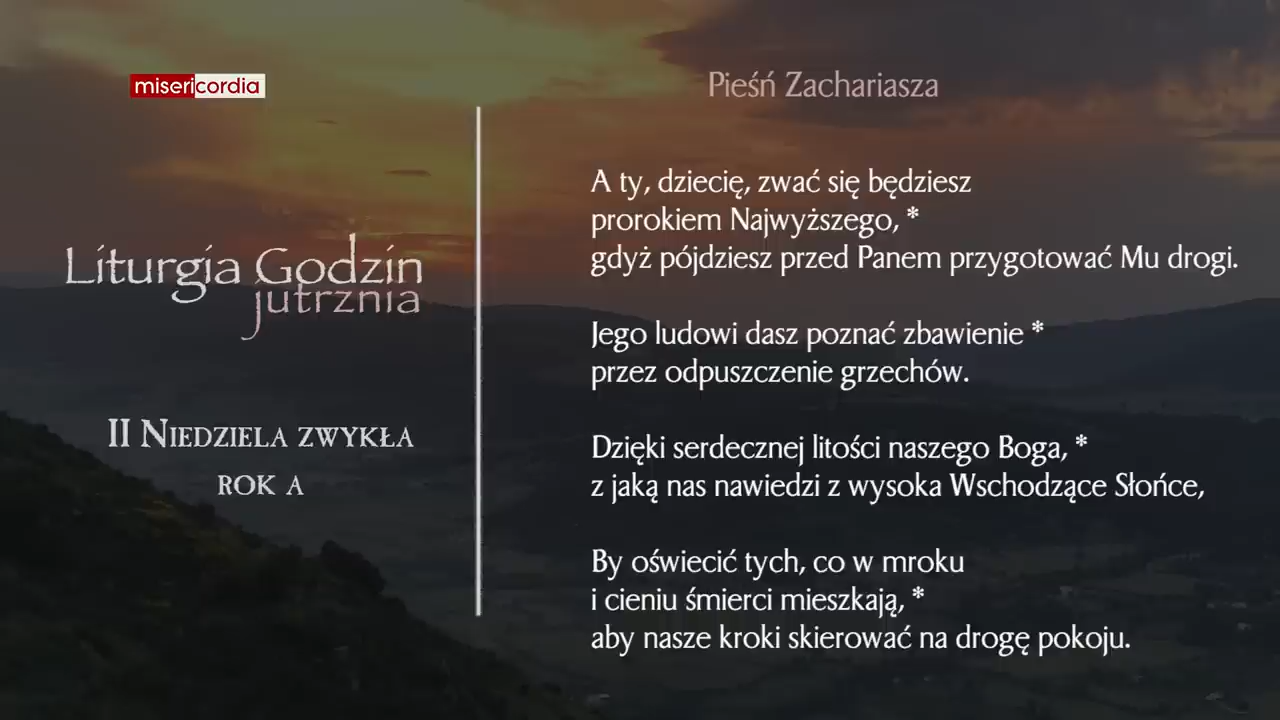 misericordia
Liturgia Godzin
jutrznia
II Niedziela zwykła
rok A
Pieśń Zachariasza
A ty, dziecię, zwać się będziesz
prorokiem Najwyższego, *
gdyż pójdziesz przed Panem przygotować Mu drogi.
Jego ludowi dasz poznać zbawienie *
przez odpuszczenie grzechów.
Dzięki serdecznej litości naszego Boga, *
z jaką nas nawiedzi z wysoka Wschodzące Słońce,
By oświecić tych, co w mroku
i cieniu śmierci mieszkają, *
aby nasze kroki skierować na drogę pokoju.